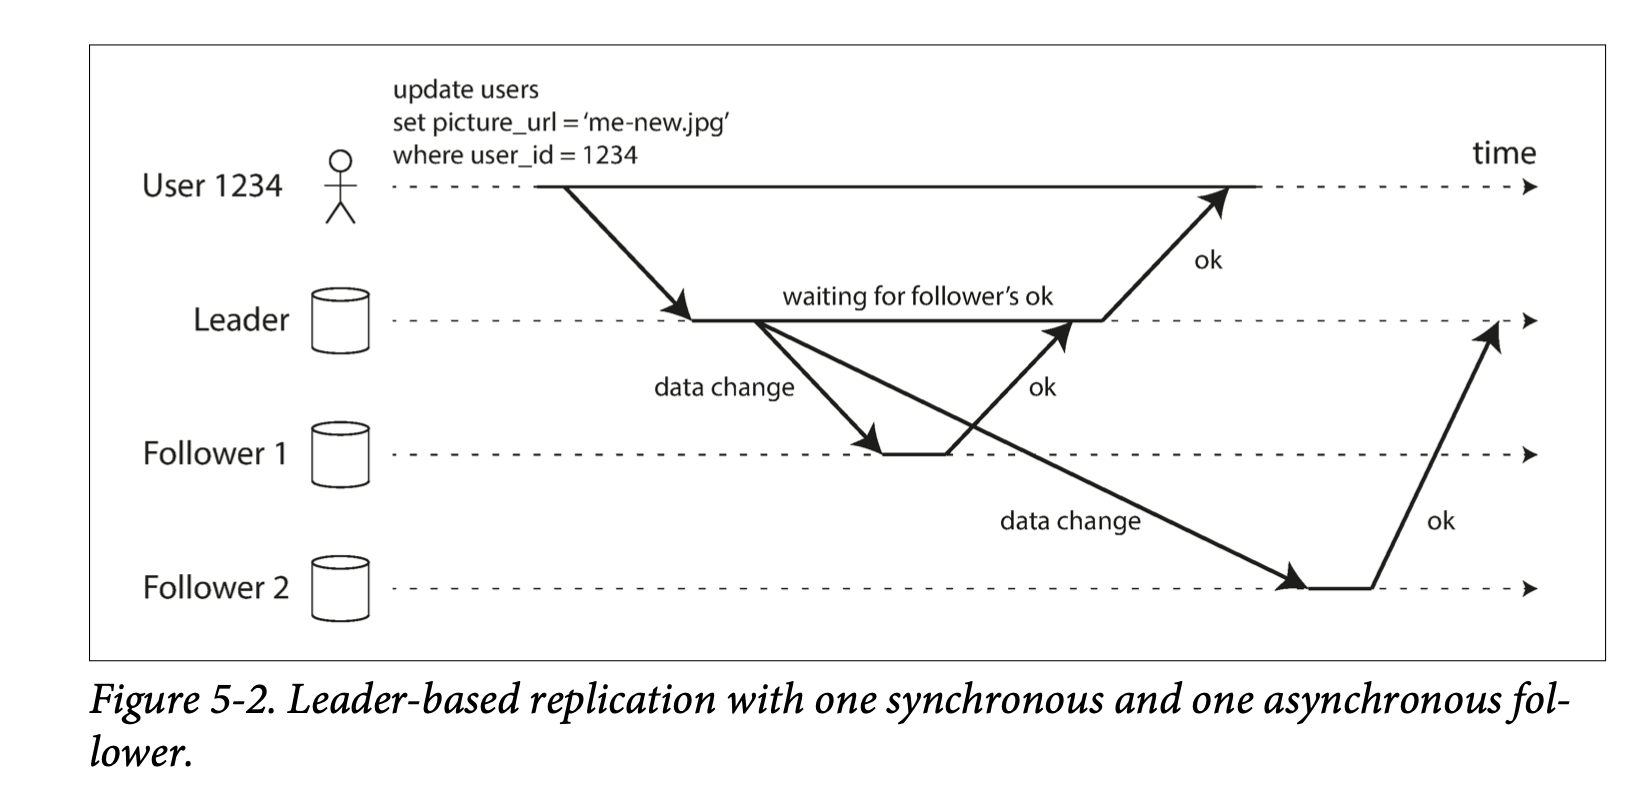 update users
set picture_url = ‘me-new.jpg’
where user_id = 1234
time
User 1234
ok
waiting for follower’s ok
Leader
data change
ok
Follower 1
data change
ok
Follower 2
Figure 5-2. Leader-based replication with one synchronous and one asynchronous fol-
lower.